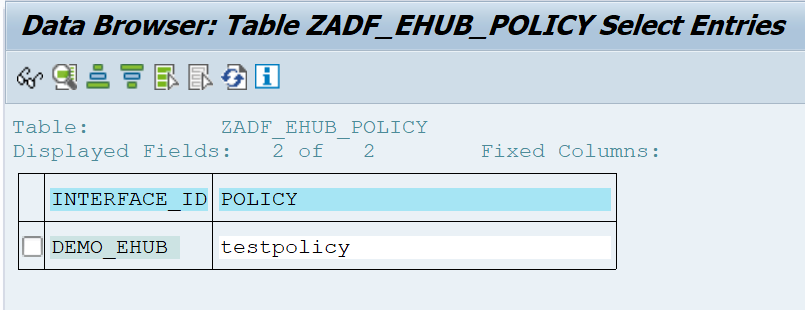 Data Browser: Table ZADF_EHUB_POLICY Select Entries
Table: ZADF_EHUB_POLICY
Displayed Fields: 2 of 2 Fixed Columns:
INTERFACE_ID POLICY
DEMO_EHUB testpolicy